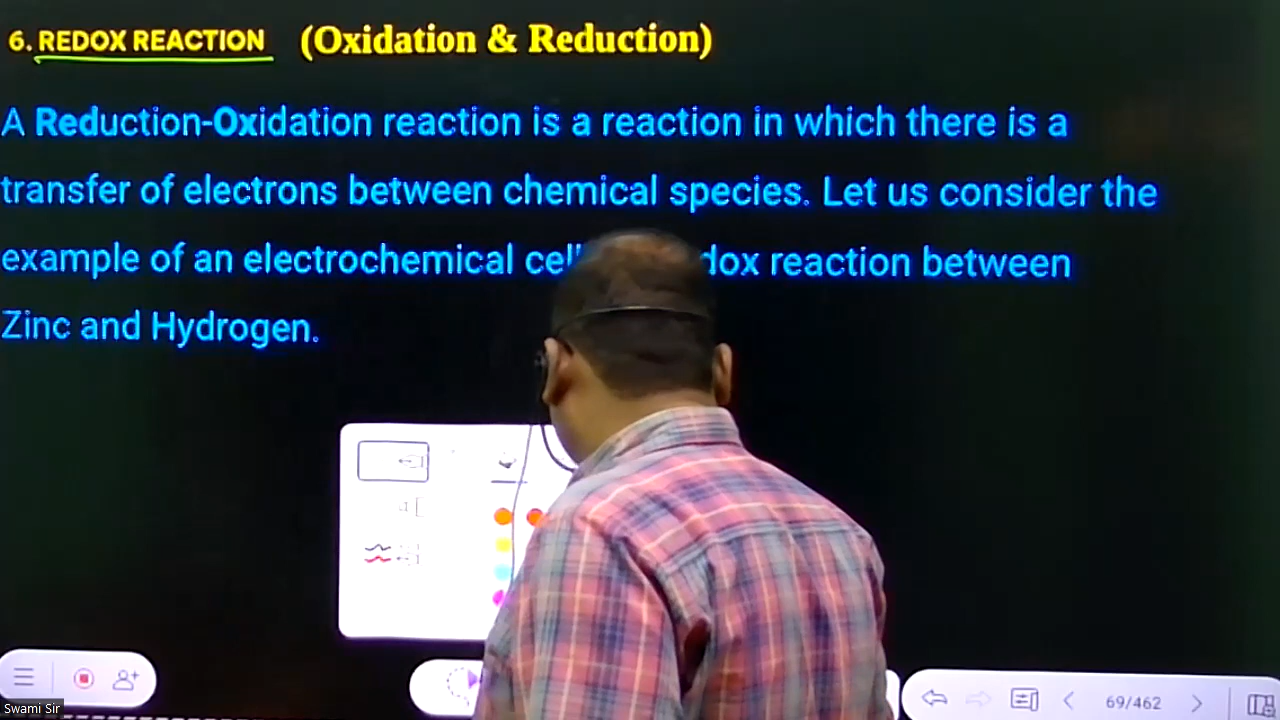 6. REDOX REACTION (Oxidation & Reduction)
A Reduction-Oxidation reaction is a reaction in which there is a
transfer of electrons between chemical species. Let us consider the
example of an electrochemical cell dox reaction between
Zinc and Hydrogen.
69/462
Swami Sir